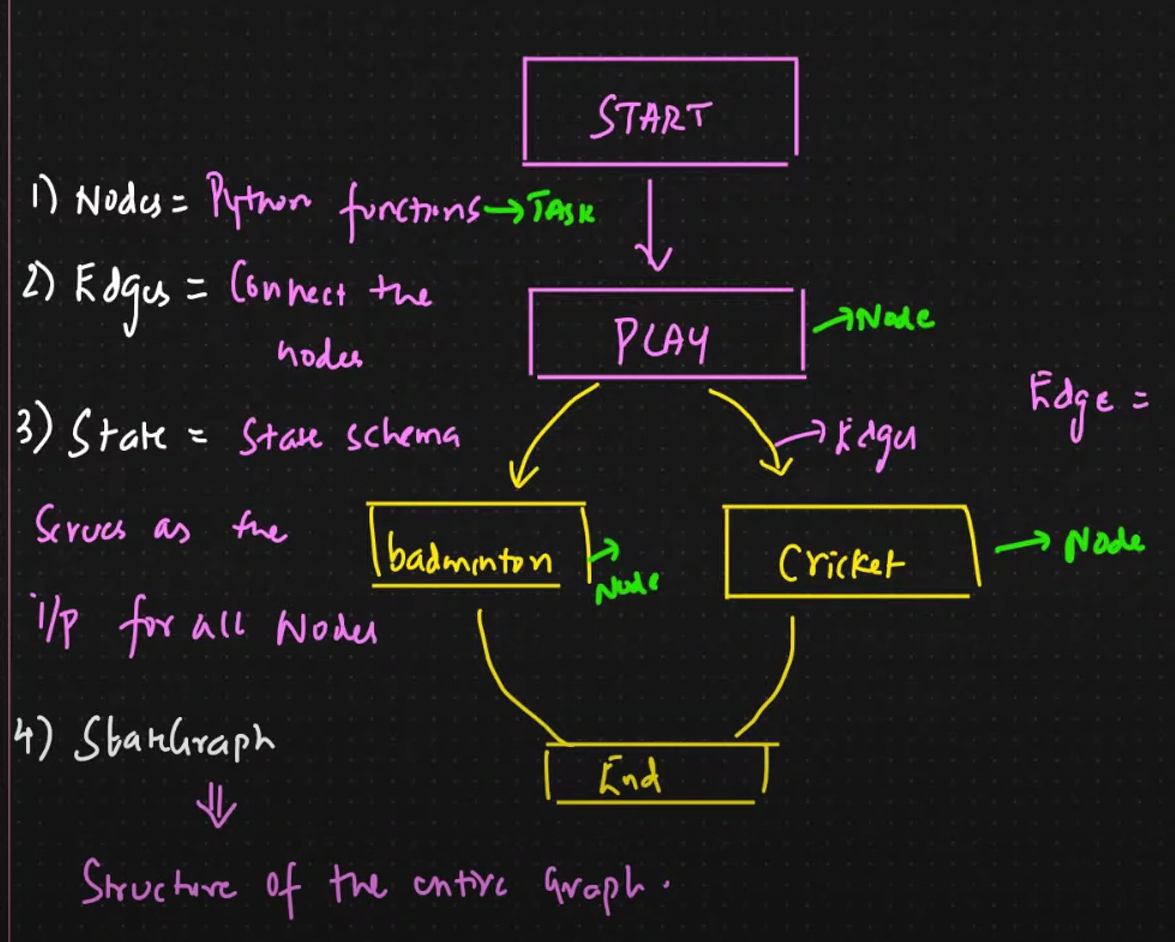 START
1) Nodes = Python functions → TASK
2) Edges = Connect the
nodes
PLAY
→ Node
3) State = State schema
→ Edges
Edge =
Serves as the
i/p for all Nodes
badminton
→ Node
Cricket
→ Node
4) StateGraph
End
⇓
Structure of the entire Graph.